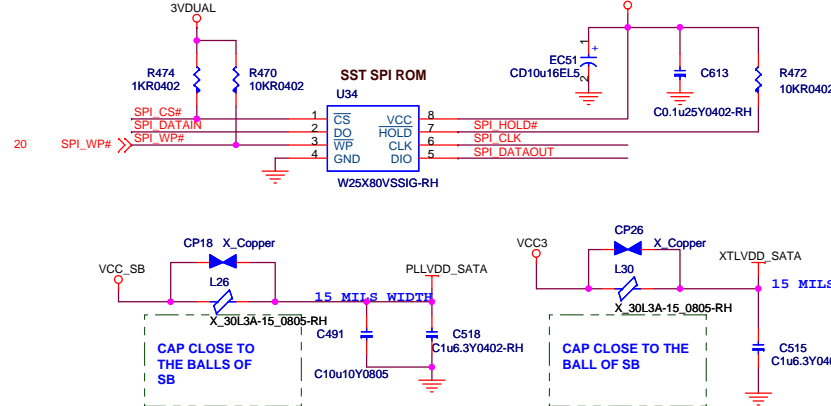 3VDUAL
R474
1KR0402
R470
10KR0402
SST SPI ROM
U34
EC51
CD10u16EL5
1
+
2
C613
C0.1u25Y0402-RH
R472
10KR0402
SPI_CS#
SPI_DATAIN
20 SPI_WP# SPI_WP#
1 CS VCC 8
2 DO HOLD 7
3 WP CLK 6
4 GND DIO 5
SPI_HOLD#
SPI_CLK
SPI_DATAOUT
W25X80VSSIG-RH
CP18 X_Copper
VCC_SB
L26
X_30L3A-15_0805-RH
15 MILS WIDTH
PLLVDD_SATA
C491
C10u10Y0805
C518
C1u6.3Y0402-RH
CAP CLOSE TO
THE BALLS OF
SB
CP26 X_Copper
VCC3
L30
X_30L3A-15_0805-RH
XTLVDD_SATA
15 MILS
C515
C1u6.3Y040
CAP CLOSE TO THE
BALL OF SB